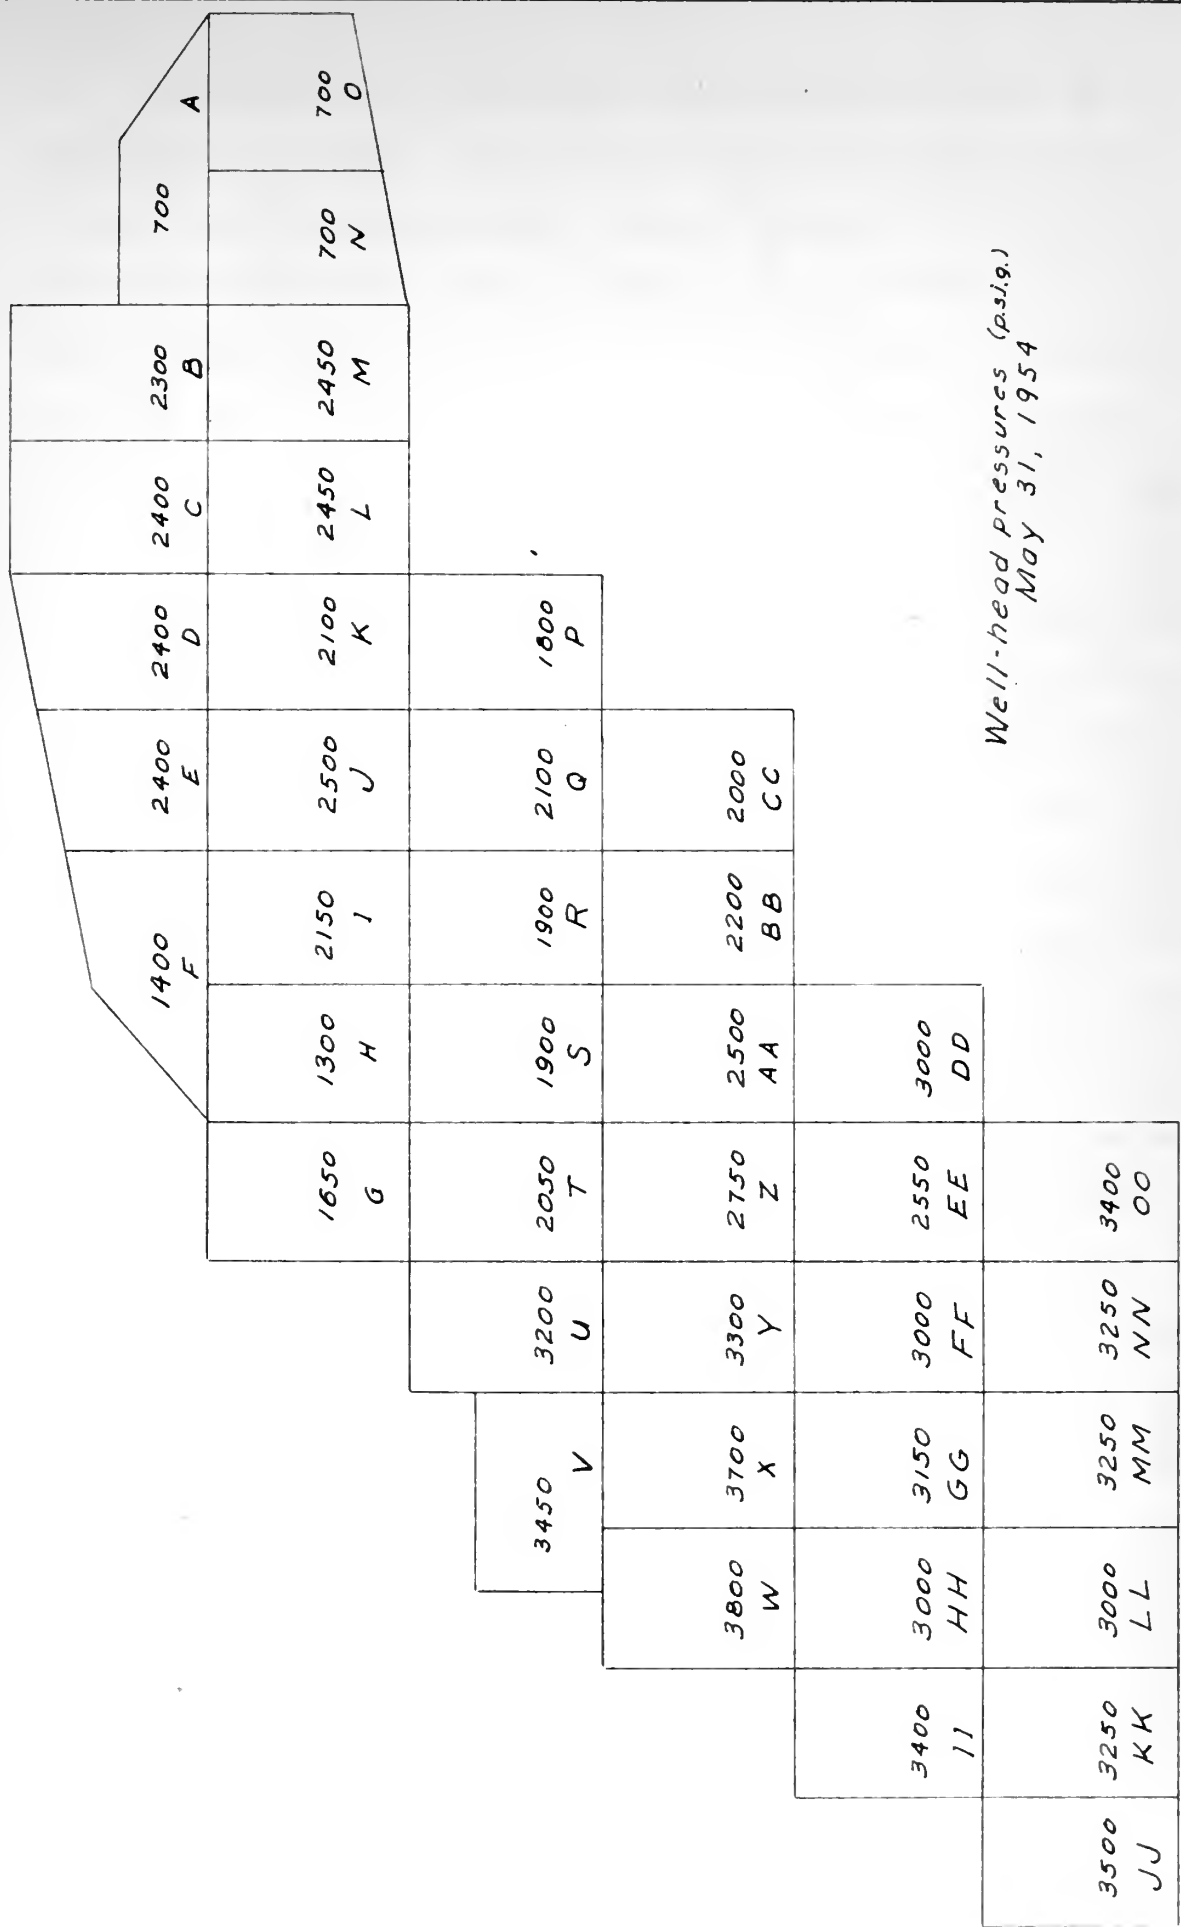 1400
F
2400
E
2400
D
2400
C
2300
B
700
A
1650
G
1300
H
2150
I
2500
J
2100
K
2450
L
2450
M
700
N
700
O
3450
V
3200
U
2050
T
1900
S
1900
R
2100
Q
1800
P
3800
W
3700
X
3300
Y
2750
Z
2500
AA
2200
BB
2000
CC
3400
II
3000
HH
3150
GG
3000
FF
2550
EE
3000
DD
3500
JJ
3250
KK
3000
LL
3250
MM
3250
NN
3400
OO
Well-head pressures (p.s.i.g.)
May 31, 1954